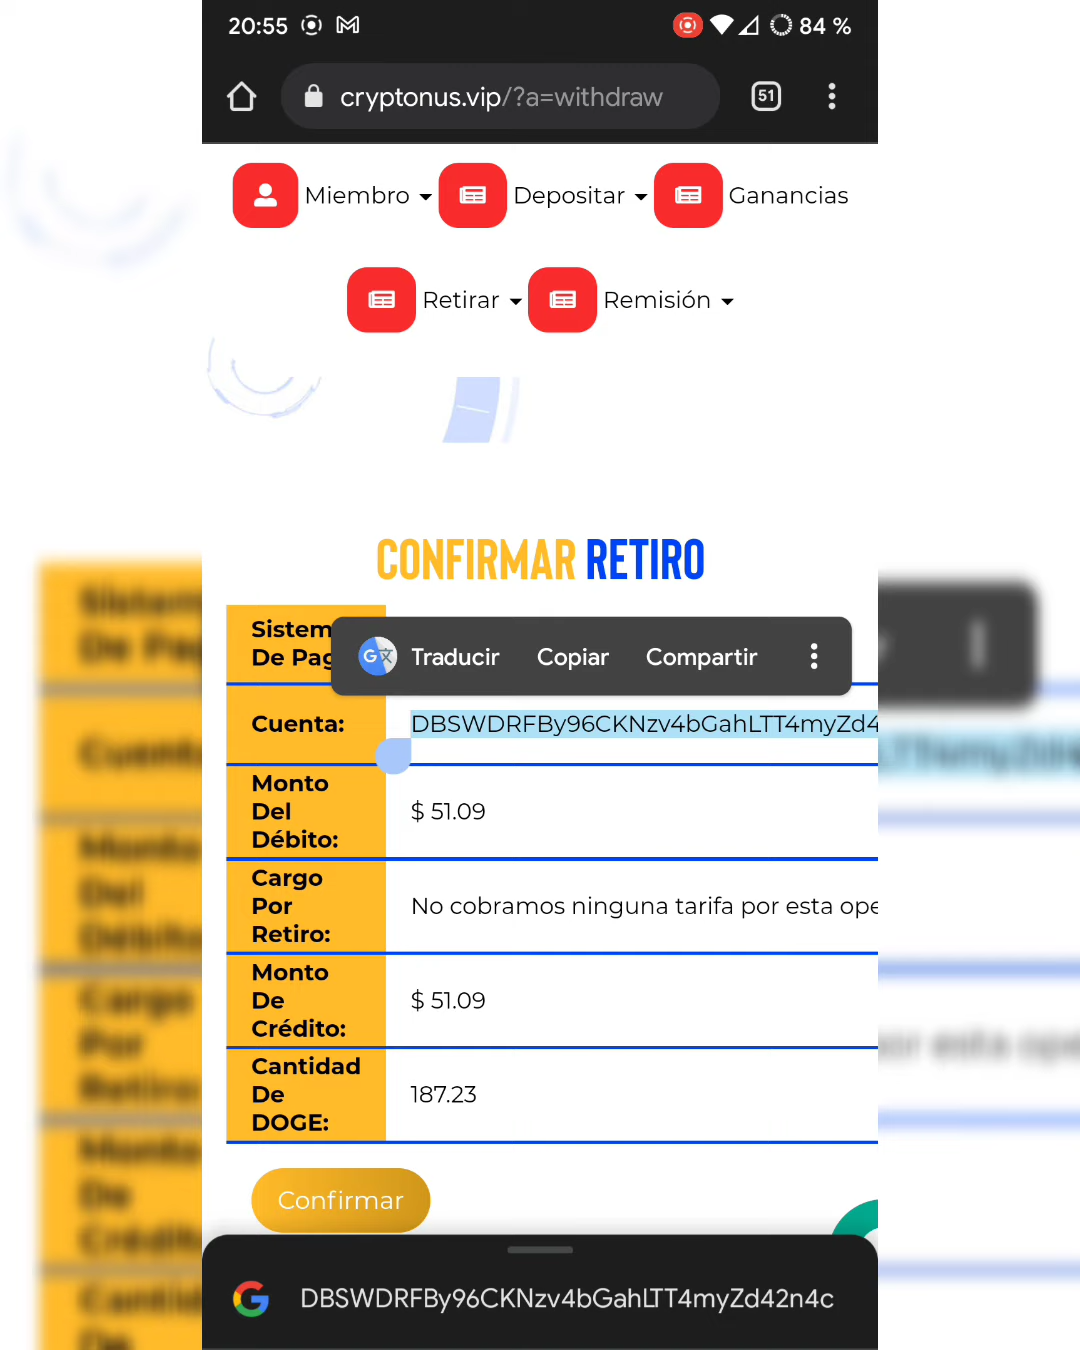 20:55 84 %
cryptonus.vip/?a=withdraw 51
Miembro Depositar Ganancias
Retirar Remisión
CONFIRMAR RETIRO
Sistem
De Pag
Traducir Copiar Compartir
Cuenta: DBSWDRFBy96CKNzv4bGahLTT4myZd4
Monto
Del
Débito:
$ 51.09
Cargo
Por
Retiro:
No cobramos ninguna tarifa por esta ope
Monto
De
Crédito:
$ 51.09
Cantidad
De
DOGE:
187.23
Confirmar
DBSWDRFBy96CKNzv4bGahLTT4myZd42n4c